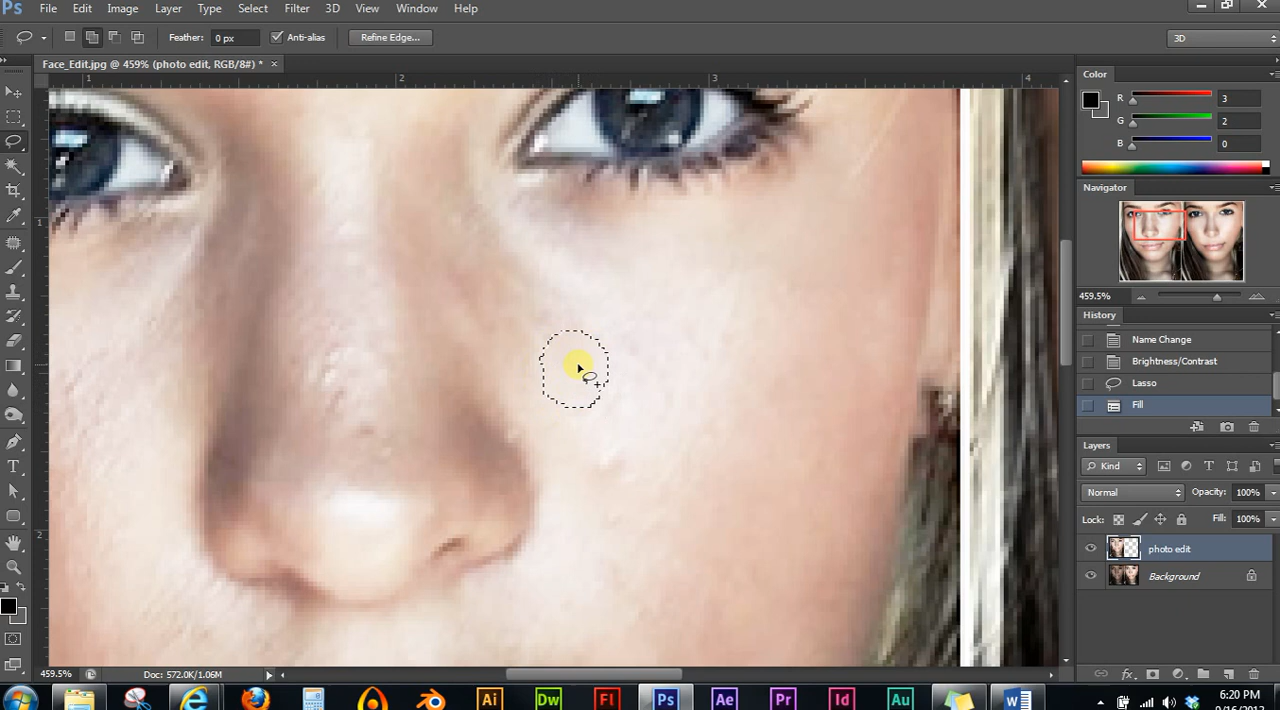 Ps File Edit Image Layer Type Select Filter 3D View Window Help
Feather: 0 px Anti-alias Refine Edge... 3D
Face_Edit.jpg @ 459% (photo edit, RGB/8#) * ×
1 2 3 4
1
2
Color
R 3
G 2
B 0
Navigator
459.5%
History
Name Change
Brightness/Contrast
Lasso
Fill
Layers
Kind
Normal Opacity: 100%
Lock: Fill: 100%
photo edit
Background
459.5% Doc: 572.0K/1.06M
Ai Dw Fl Ps Ae Pr Id Au W
6:20 PM